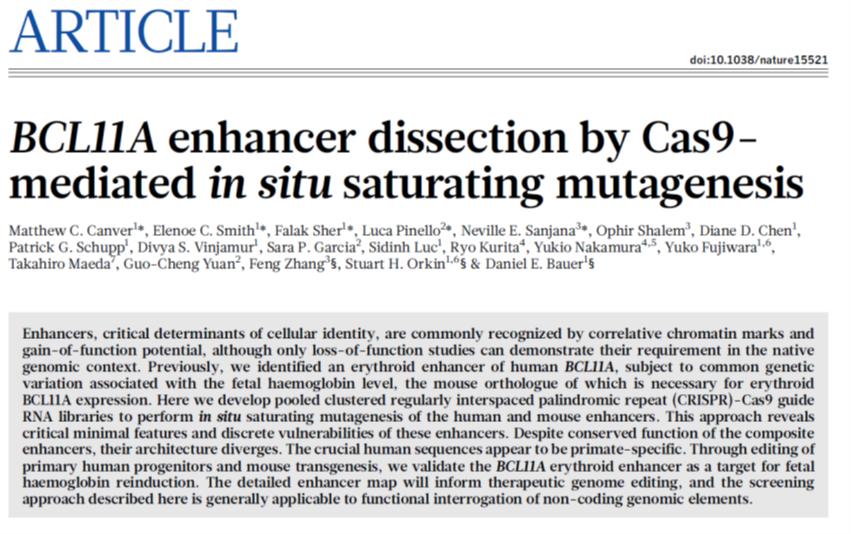 ARTICLE
doi:10.1038/nature15521
BCL11A enhancer dissection by Cas9-
mediated in situ saturating mutagenesis
Matthew C. Canver1*, Elenoe C. Smith1*, Falak Sher1*, Luca Pinello2*, Neville E. Sanjana3*, Ophir Shalem3, Diane D. Chen1,
Patrick G. Schupp1, Divya S. Vinjamur1, Sara P. Garcia2, Sidinh Luc1, Ryo Kurita4, Yukio Nakamura4,5, Yuko Fujiwara1,6,
Takahiro Maeda7, Guo-Cheng Yuan2, Feng Zhang3§, Stuart H. Orkin1,6§ & Daniel E. Bauer1§
Enhancers, critical determinants of cellular identity, are commonly recognized by correlative chromatin marks and
gain-of-function potential, although only loss-of-function studies can demonstrate their requirement in the native
genomic context. Previously, we identified an erythroid enhancer of human BCL11A, subject to common genetic
variation associated with the fetal haemoglobin level, the mouse orthologue of which is necessary for erythroid
BCL11A expression. Here we develop pooled clustered regularly interspaced palindromic repeat (CRISPR)-Cas9 guide
RNA libraries to perform in situ saturating mutagenesis of the human and mouse enhancers. This approach reveals
critical minimal features and discrete vulnerabilities of these enhancers. Despite conserved function of the composite
enhancers, their architecture diverges. The crucial human sequences appear to be primate-specific. Through editing of
primary human progenitors and mouse transgenesis, we validate the BCL11A erythroid enhancer as a target for fetal
haemoglobin reinduction. The detailed enhancer map will inform therapeutic genome editing, and the screening
approach described here is generally applicable to functional interrogation of non-coding genomic elements.